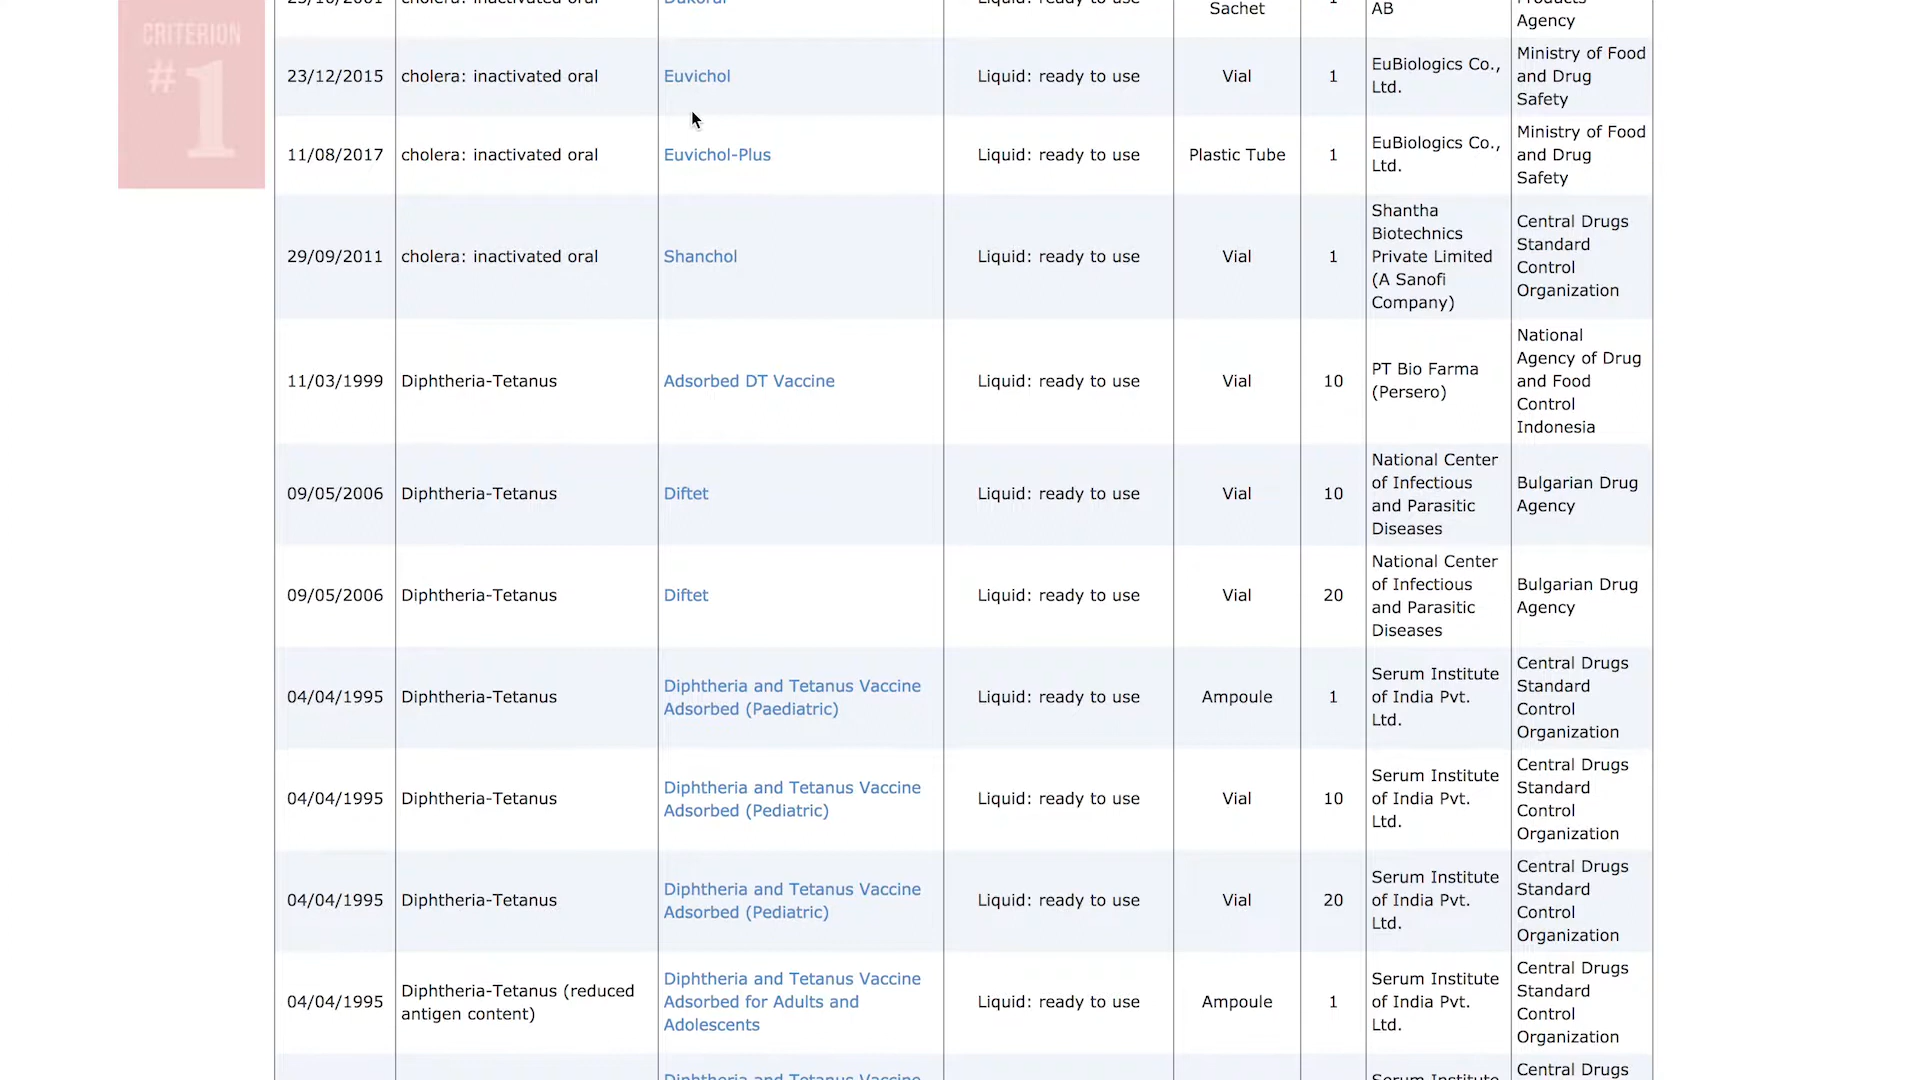 CRITERION
#1
Sachet
AB
Agency
23/12/2015 cholera: inactivated oral Euvichol Liquid: ready to use Vial 1 EuBiologics Co., Ltd. Ministry of Food and Drug Safety
11/08/2017 cholera: inactivated oral Euvichol-Plus Liquid: ready to use Plastic Tube 1 EuBiologics Co., Ltd. Ministry of Food and Drug Safety
29/09/2011 cholera: inactivated oral Shanchol Liquid: ready to use Vial 1 Shantha Biotechnics Private Limited (A Sanofi Company) Central Drugs Standard Control Organization
11/03/1999 Diphtheria-Tetanus Adsorbed DT Vaccine Liquid: ready to use Vial 10 PT Bio Farma (Persero) National Agency of Drug and Food Control Indonesia
09/05/2006 Diphtheria-Tetanus Diftet Liquid: ready to use Vial 10 National Center of Infectious and Parasitic Diseases Bulgarian Drug Agency
09/05/2006 Diphtheria-Tetanus Diftet Liquid: ready to use Vial 20 National Center of Infectious and Parasitic Diseases Bulgarian Drug Agency
04/04/1995 Diphtheria-Tetanus Diphtheria and Tetanus Vaccine Adsorbed (Paediatric) Liquid: ready to use Ampoule 1 Serum Institute of India Pvt. Ltd. Central Drugs Standard Control Organization
04/04/1995 Diphtheria-Tetanus Diphtheria and Tetanus Vaccine Adsorbed (Pediatric) Liquid: ready to use Vial 10 Serum Institute of India Pvt. Ltd. Central Drugs Standard Control Organization
04/04/1995 Diphtheria-Tetanus Diphtheria and Tetanus Vaccine Adsorbed (Pediatric) Liquid: ready to use Vial 20 Serum Institute of India Pvt. Ltd. Central Drugs Standard Control Organization
04/04/1995 Diphtheria-Tetanus (reduced antigen content) Diphtheria and Tetanus Vaccine Adsorbed for Adults and Adolescents Liquid: ready to use Ampoule 1 Serum Institute of India Pvt. Ltd. Central Drugs Standard Control Organization
Diphtheria and Tetanus Vaccine Serum Institute Central Drugs